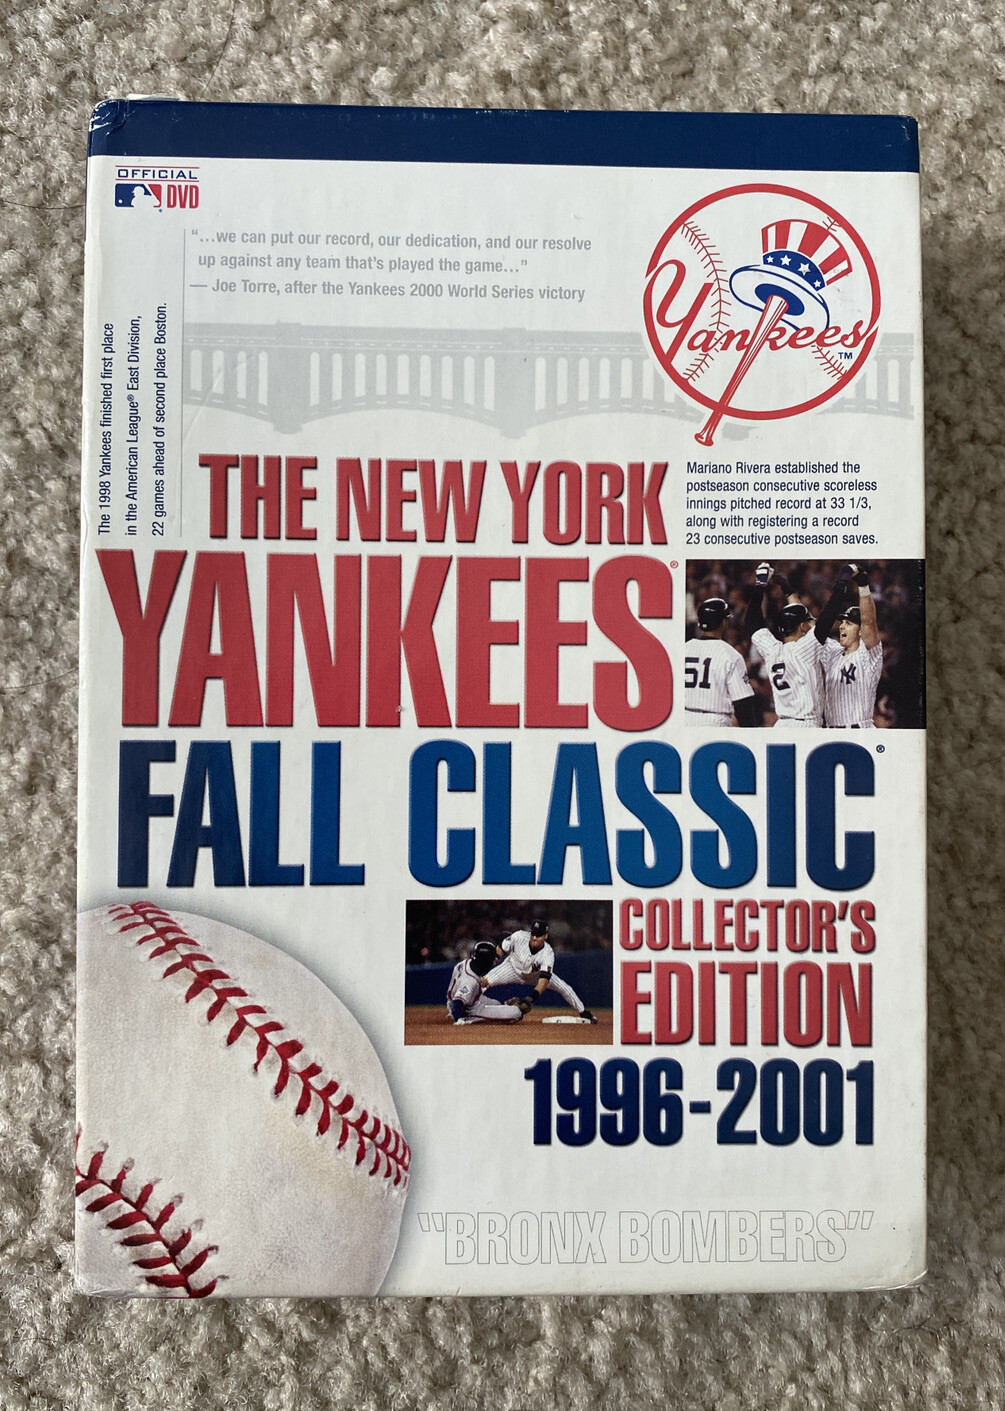 OFFICIAL
DVD
“...we can put our record, our dedication, and our resolve
up against any team that's played the game...”
— Joe Torre, after the Yankees 2000 World Series victory
The 1998 Yankees finished first place
in the American League® East Division,
22 games ahead of second place Boston.
Yankees
TM
THE NEW YORK
YANKEES®
Mariano Rivera established the
postseason consecutive scoreless
innings pitched record at 33 1/3,
along with registering a record
23 consecutive postseason saves.
51
2
NY
FALL CLASSIC®
COLLECTOR'S
EDITION
1996-2001
"BRONX BOMBERS"